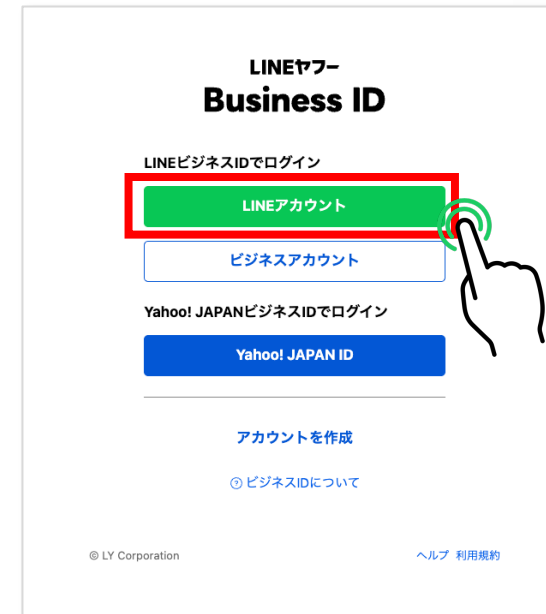 LINEヤフー
Business ID
LINEビジネスIDでログイン
LINEアカウント
ビジネスアカウント
Yahoo! JAPANビジネスIDでログイン
Yahoo! JAPAN ID
アカウントを作成
? ビジネスIDについて
© LY Corporation
ヘルプ 利用規約